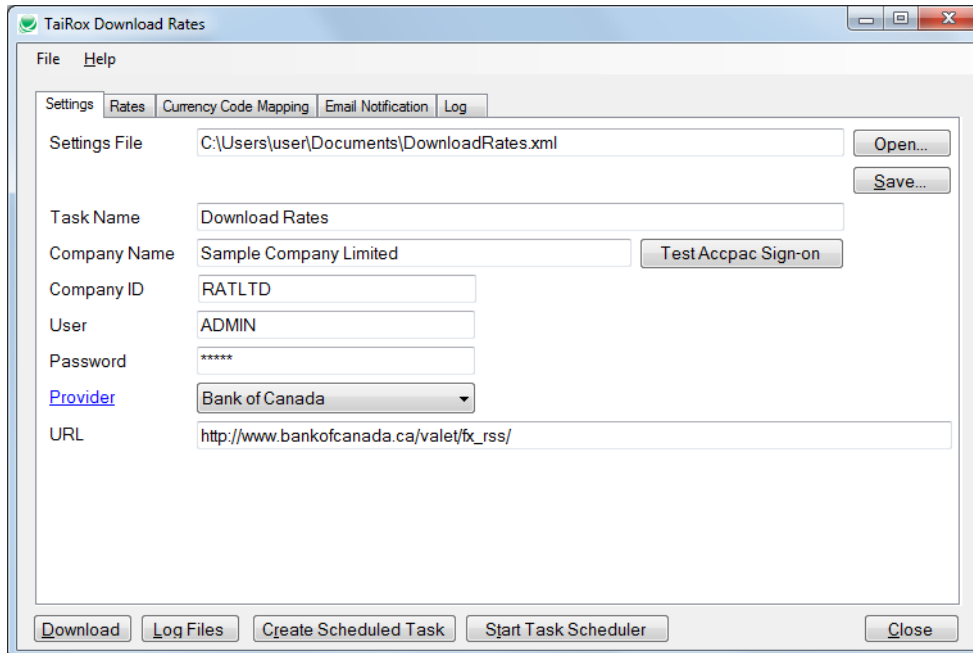 TaiRox Download Rates
File Help
Settings Rates Currency Code Mapping Email Notification Log
Settings File C:\Users\user\Documents\DownloadRates.xml Open...
Save...
Task Name Download Rates
Company Name Sample Company Limited Test Accpac Sign-on
Company ID RATLTD
User ADMIN
Password *****
Provider Bank of Canada
URL http://www.bankofcanada.ca/valet/fx_rss/
Download Log Files Create Scheduled Task Start Task Scheduler Close